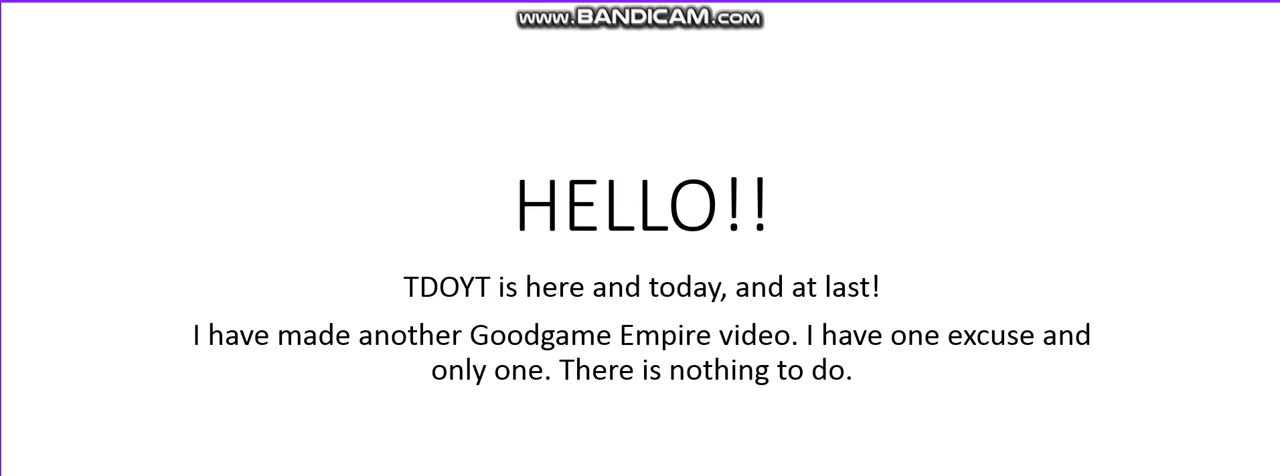 www.BANDICAM.com
HELLO!!
TDOYT is here and today, and at last!
I have made another Goodgame Empire video. I have one excuse and
only one. There is nothing to do.